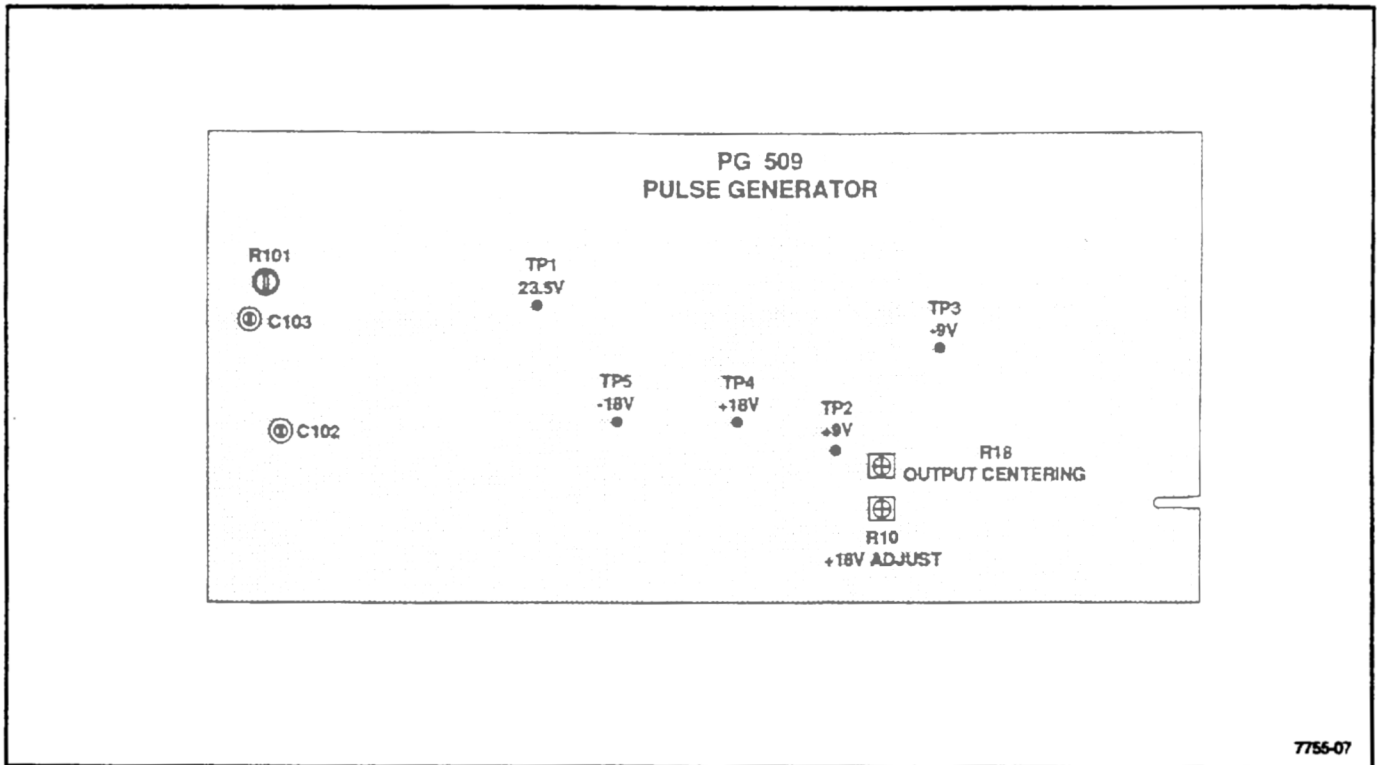 PG 509
PULSE GENERATOR
R101
C103
C102
TP1
23.5V
TP3
-9V
TP5
-18V
TP4
+18V
TP2
+9V
R18
OUTPUT CENTERING
R10
+18V ADJUST
7755-07